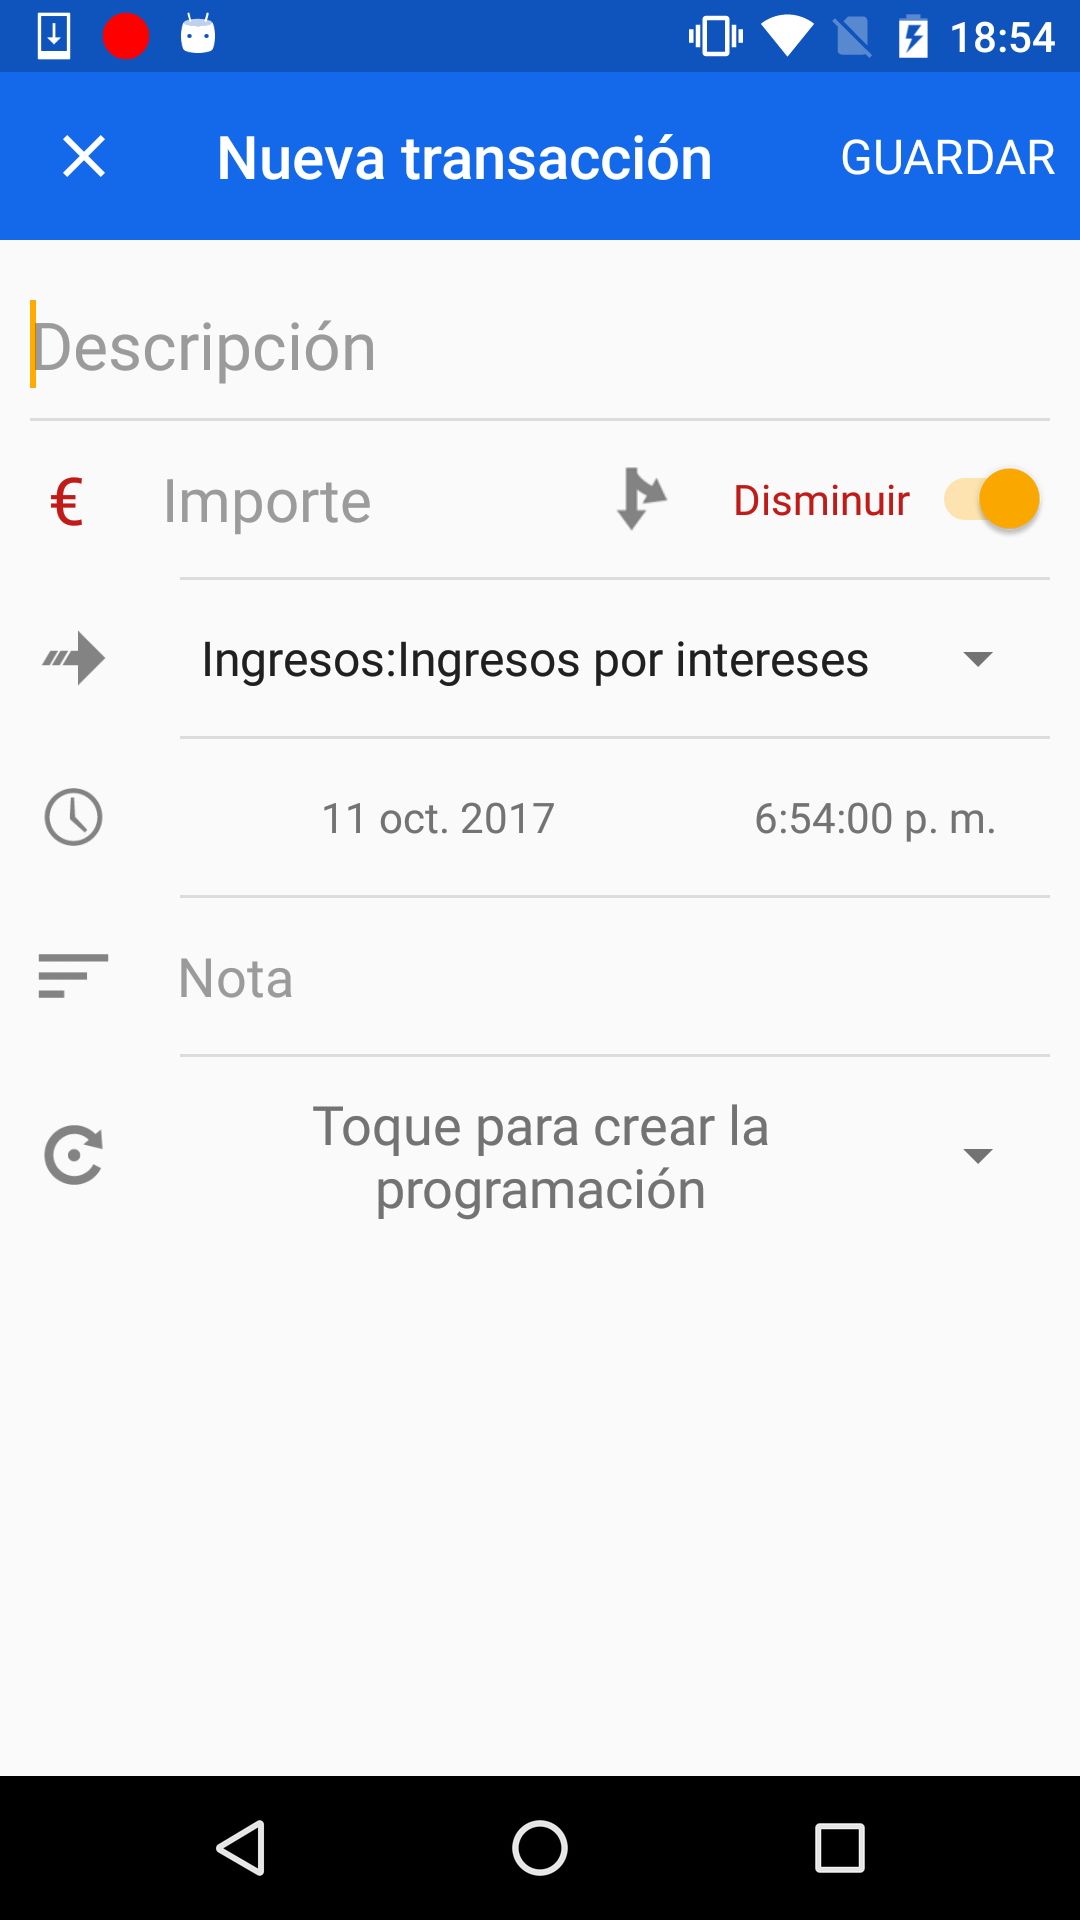 18:54
Nueva transacción GUARDAR
Descripción
€ Importe Disminuir
Ingresos:Ingresos por intereses
11 oct. 2017 6:54:00 p. m.
Nota
Toque para crear la
programación